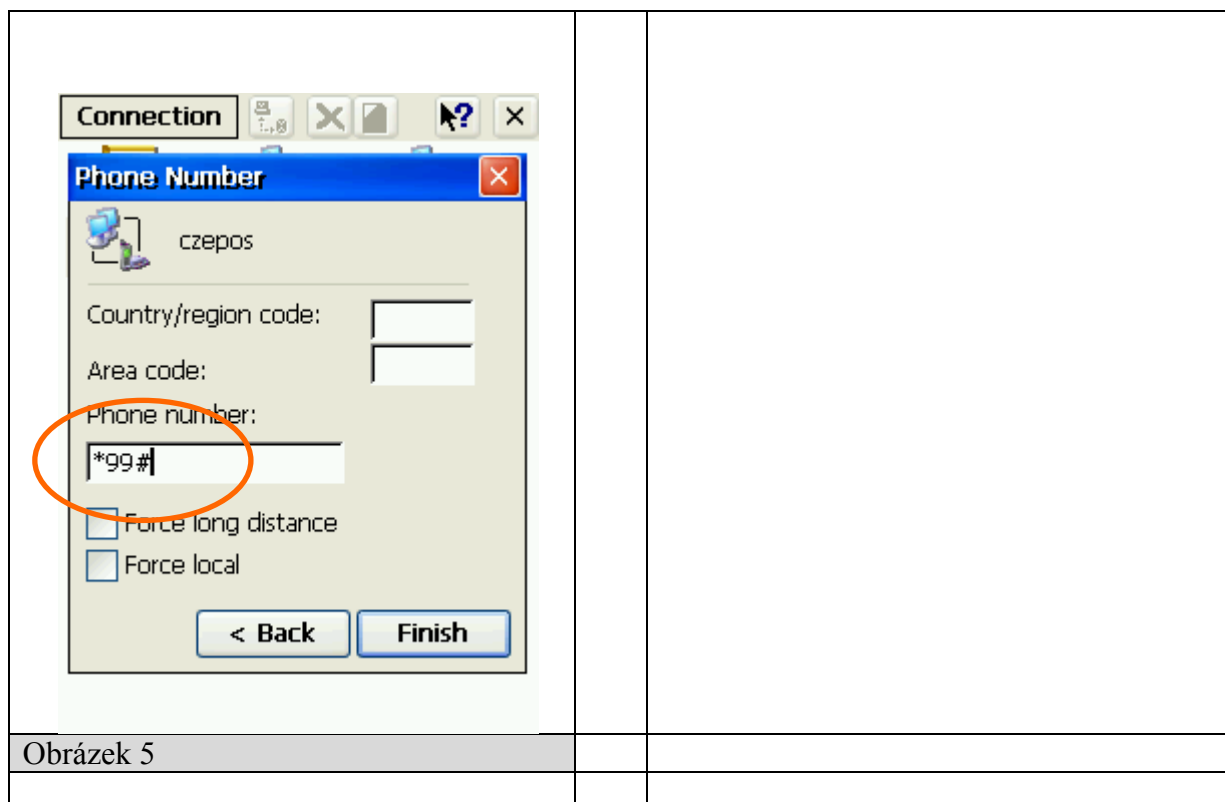 Connection
Phone Number
czepos
Country/region code:
Area code:
Phone number:
*99#
Force long distance
Force local
< Back Finish
Obrázek 5